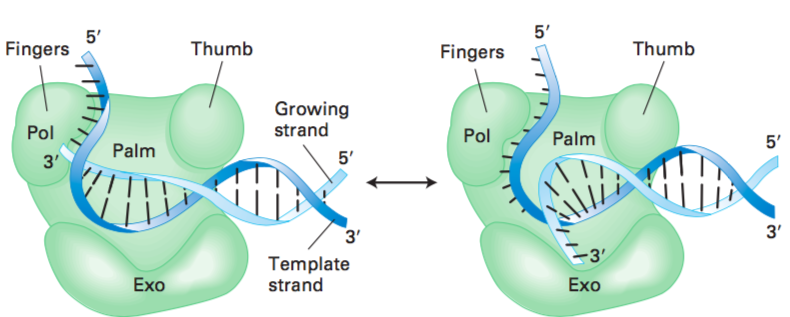 5′
Fingers
Thumb
Pol
3′
Palm
Growing
strand
5′
3′
Template
strand
Exo
5′
Fingers
Thumb
Pol
Palm
5′
3′
3′
Exo